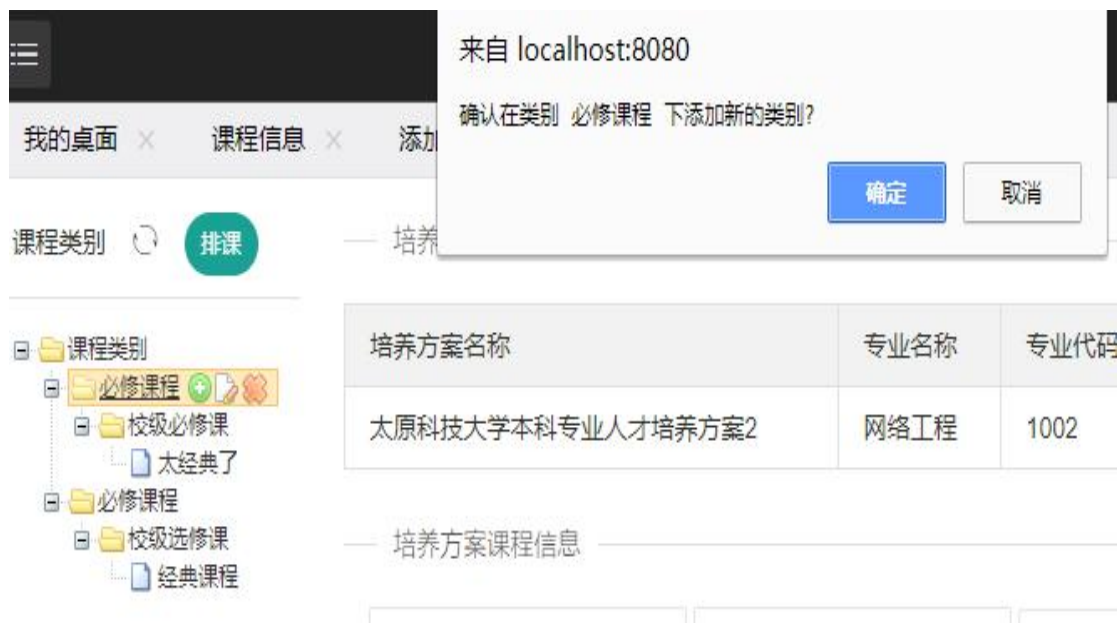 来自 localhost:8080
确认在类别 必修课程 下添加新的类别?
确定 取消
我的桌面 课程信息 添加
课程类别 排课
培养
课程类别
必修课程
校级必修课
太经典了
必修课程
校级选修课
经典课程
培养方案名称 专业名称 专业代码
太原科技大学本科专业人才培养方案2 网络工程 1002
培养方案课程信息